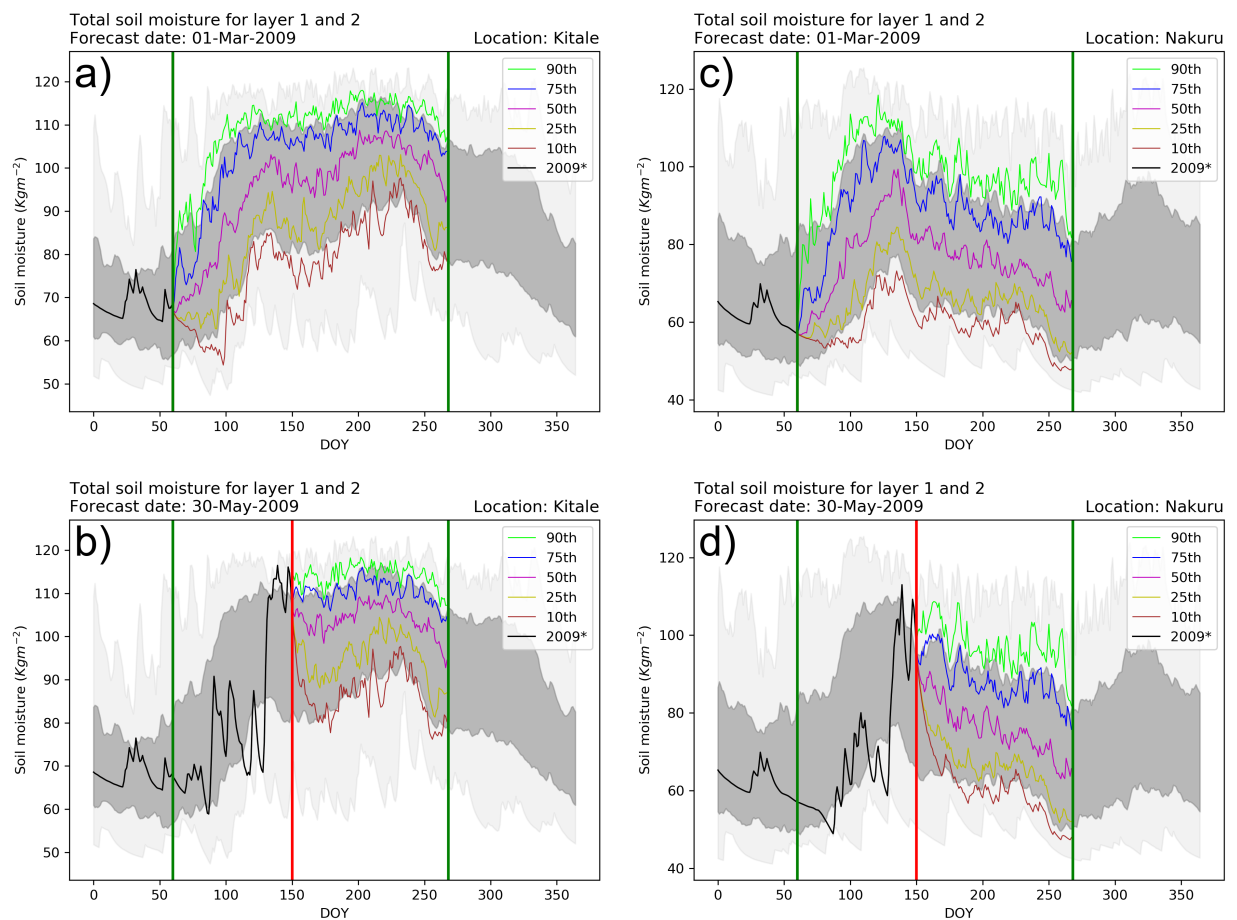 Total soil moisture for layer 1 and 2
Forecast date: 01-Mar-2009 Location: Kitale
a)
90th
75th
50th
25th
10th
2009*
120
110
100
90
80
70
60
50
Soil moisture (Kgm⁻²)
0 50 100 150 200 250 300 350
DOY
Total soil moisture for layer 1 and 2
Forecast date: 01-Mar-2009 Location: Nakuru
c)
90th
75th
50th
25th
10th
2009*
120
100
80
60
40
Soil moisture (Kgm⁻²)
0 50 100 150 200 250 300 350
DOY
Total soil moisture for layer 1 and 2
Forecast date: 30-May-2009 Location: Kitale
b)
90th
75th
50th
25th
10th
2009*
120
110
100
90
80
70
60
50
Soil moisture (Kgm⁻²)
0 50 100 150 200 250 300 350
DOY
Total soil moisture for layer 1 and 2
Forecast date: 30-May-2009 Location: Nakuru
d)
90th
75th
50th
25th
10th
2009*
120
100
80
60
40
Soil moisture (Kgm⁻²)
0 50 100 150 200 250 300 350
DOY